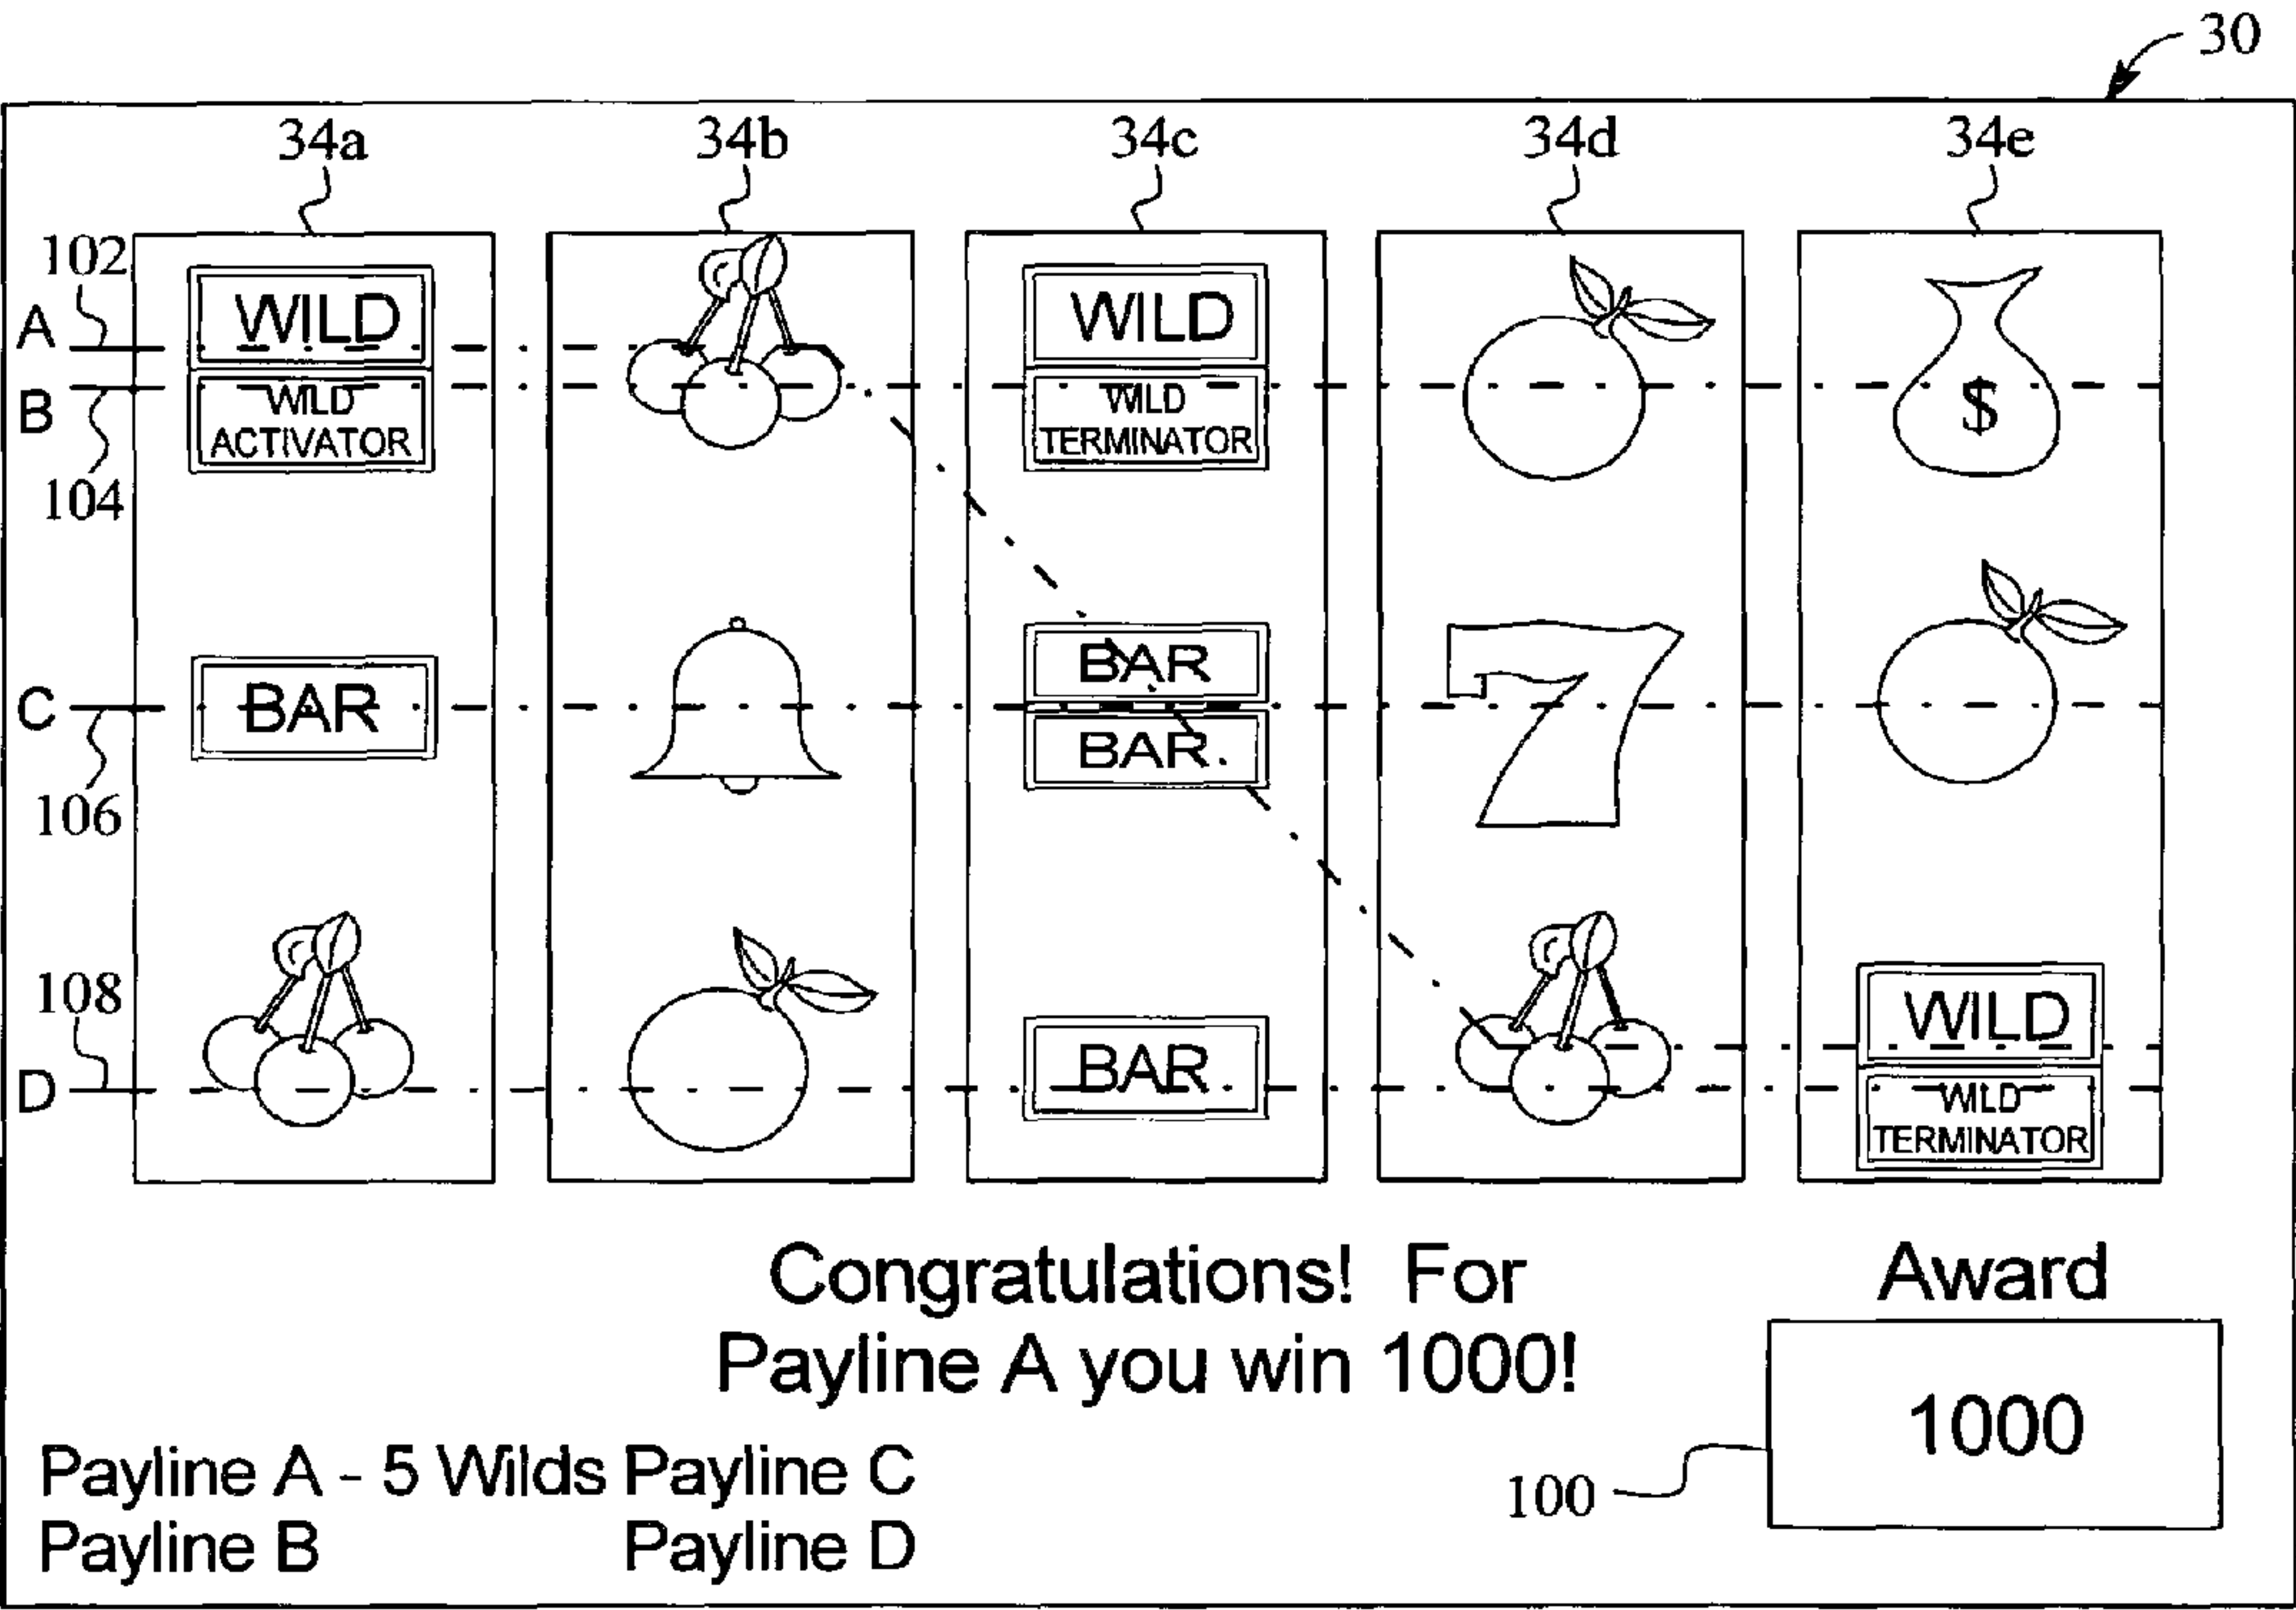 30
34a 34b 34c 34d 34e
102
A
B
104
WILD
WILD
ACTIVATOR
WILD
WILD
TERMINATOR
$
C
106
BAR
BAR
BAR
7
108
D
BAR
WILD
WILD
TERMINATOR
Congratulations! For
Payline A you win 1000!
Award
1000
100
Payline A - 5 Wilds Payline C
Payline B Payline D